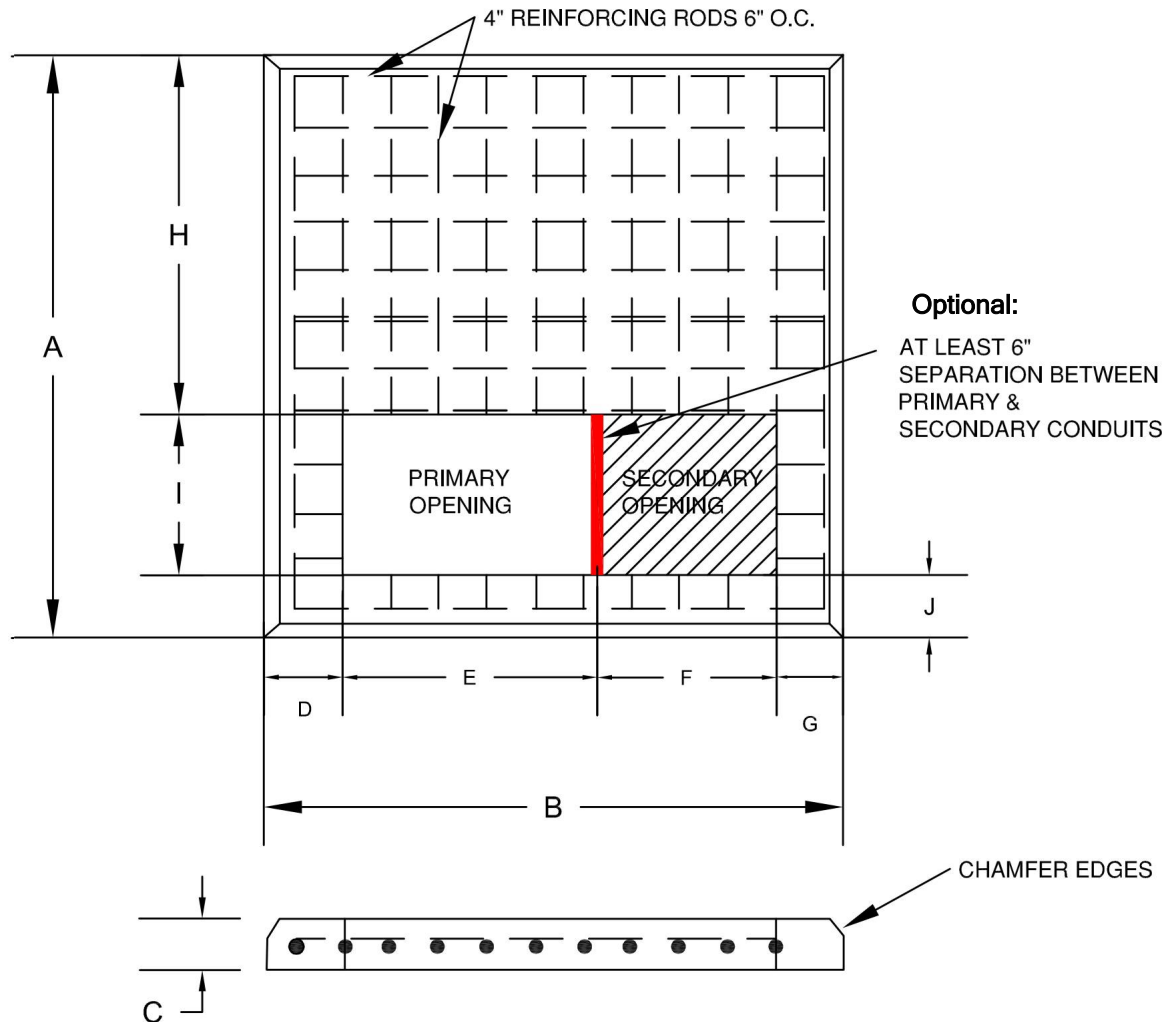 4" REINFORCING RODS 6" O.C.
A
H
Optional:
AT LEAST 6"
SEPARATION BETWEEN
PRIMARY &
SECONDARY CONDUITS
I
PRIMARY
OPENING
SECONDARY
OPENING
J
D
E
F
G
B
CHAMFER EDGES
C